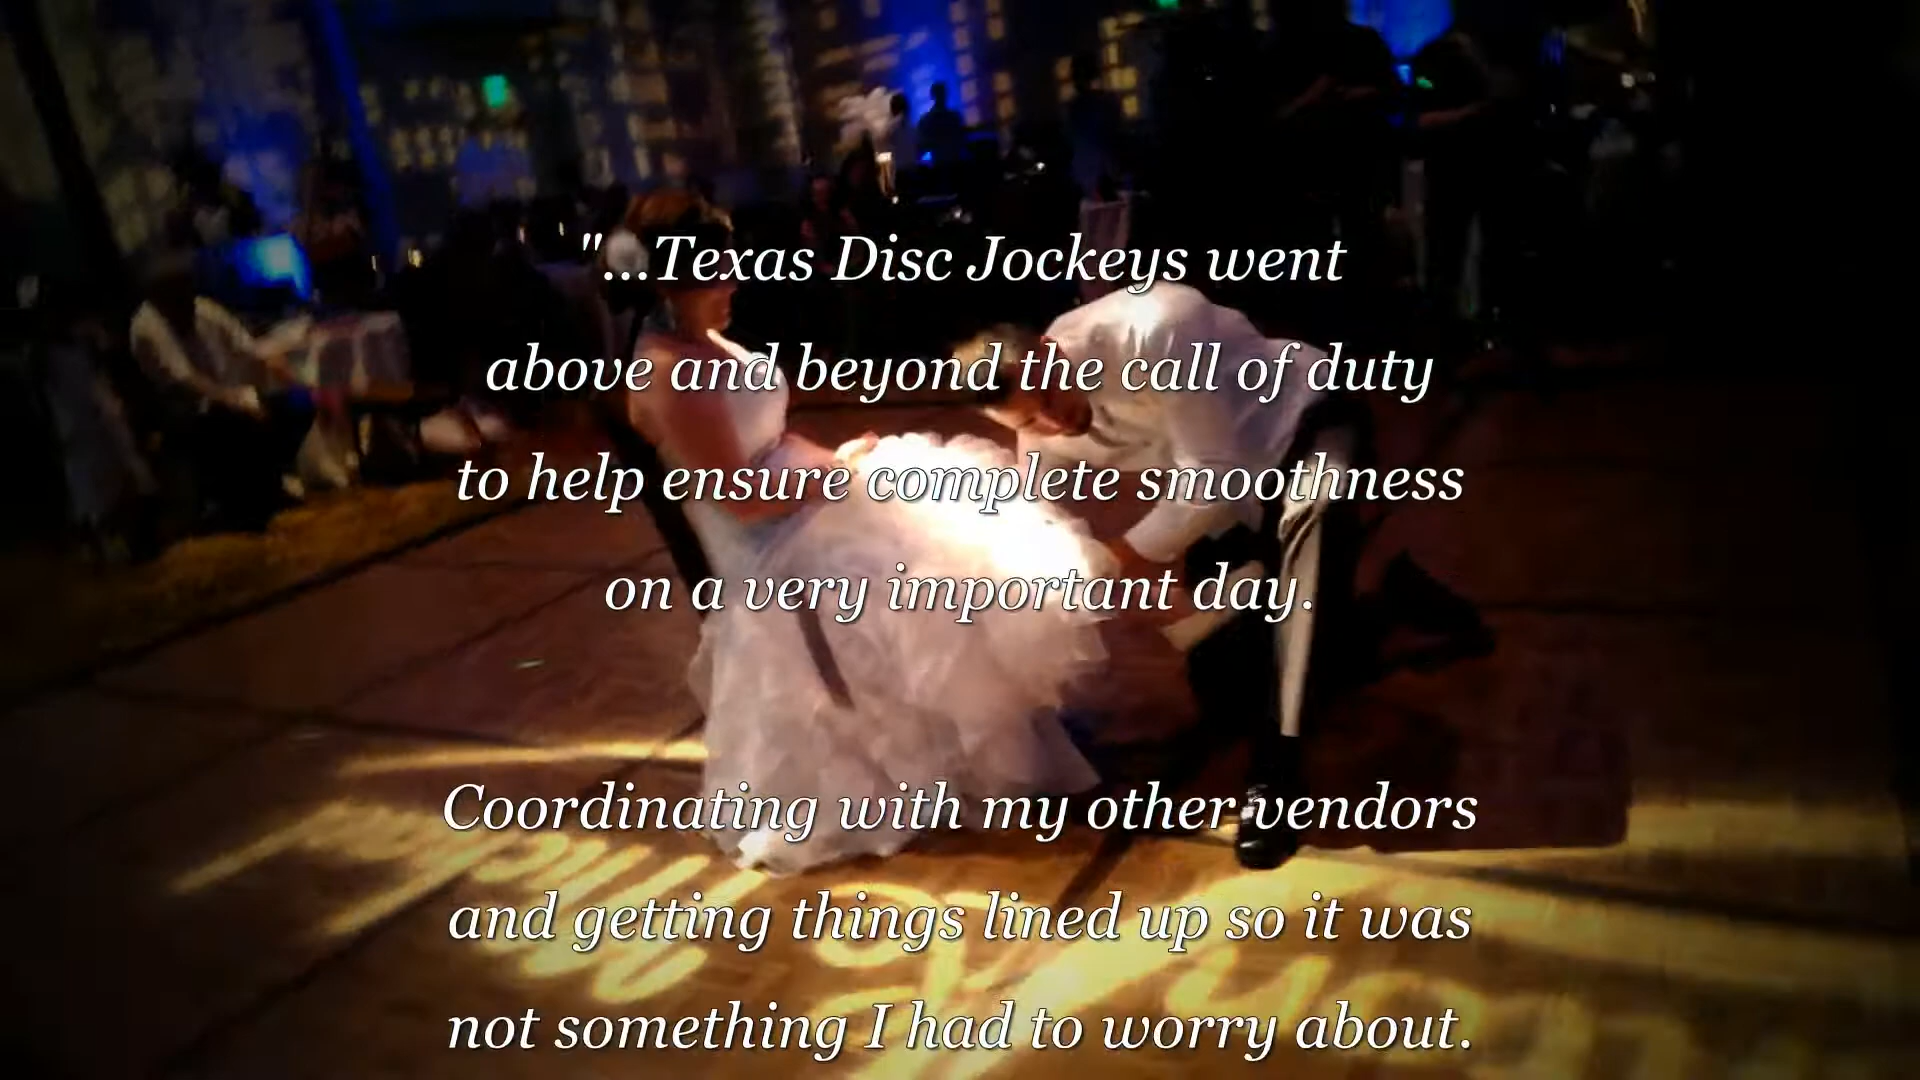 "...Texas Disc Jockeys went
above and beyond the call of duty
to help ensure complete smoothness
on a very important day.
Coordinating with my other vendors
and getting things lined up so it was
not something I had to worry about.